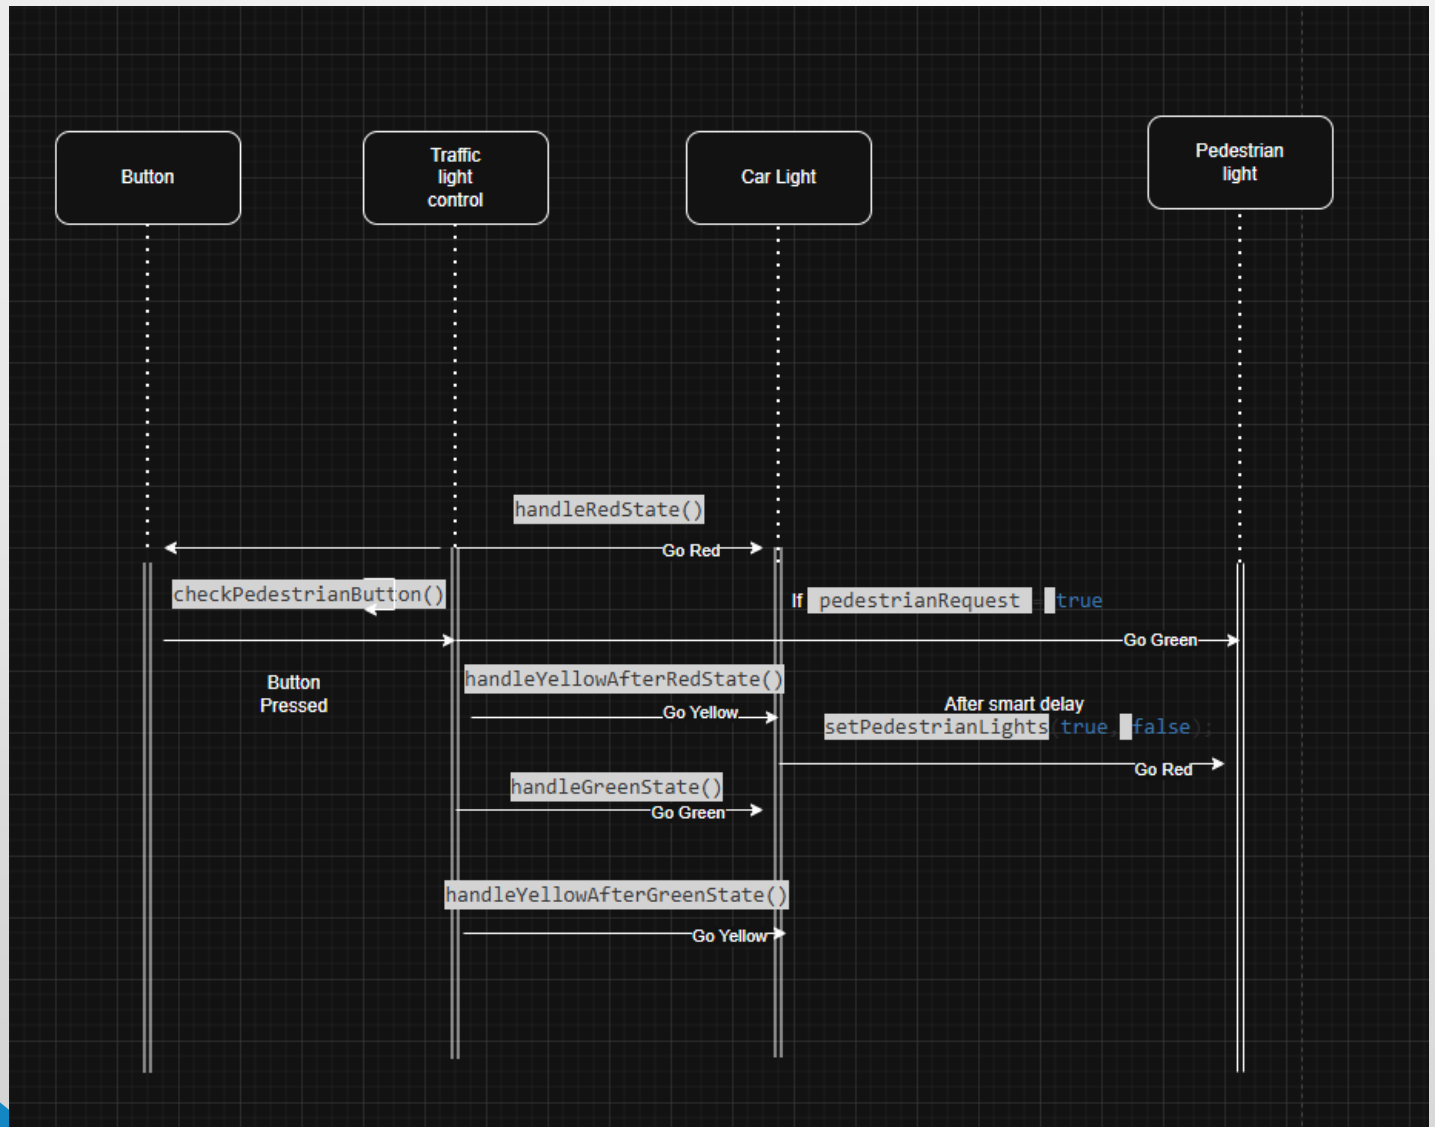 Button
Traffic
light
control
Car Light
Pedestrian
light
handleRedState()
Go Red
checkPedestrianButton()
If pedestrianRequest = true
Go Green
Button
Pressed
handleYellowAfterRedState()
Go Yellow
After smart delay
setPedestrianLights(true, false);
Go Red
handleGreenState()
Go Green
handleYellowAfterGreenState()
Go Yellow